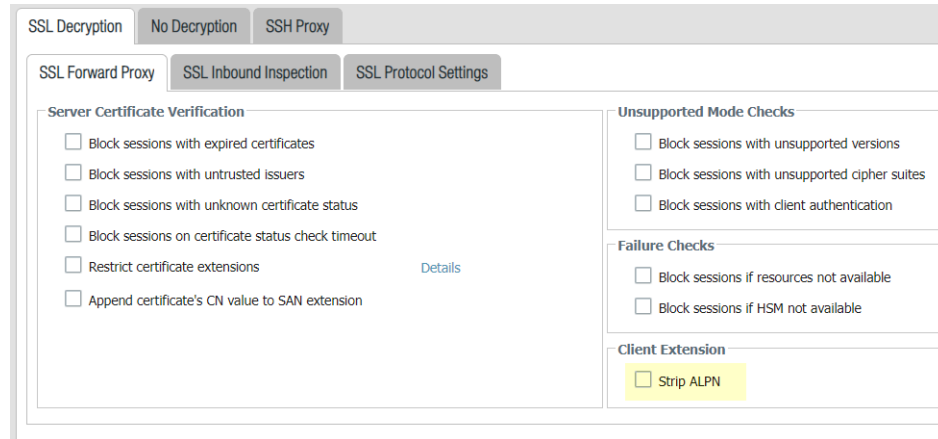 SSL Decryption No Decryption SSH Proxy
SSL Forward Proxy SSL Inbound Inspection SSL Protocol Settings
Server Certificate Verification
Block sessions with expired certificates
Block sessions with untrusted issuers
Block sessions with unknown certificate status
Block sessions on certificate status check timeout
Restrict certificate extensions Details
Append certificate's CN value to SAN extension
Unsupported Mode Checks
Block sessions with unsupported versions
Block sessions with unsupported cipher suites
Block sessions with client authentication
Failure Checks
Block sessions if resources not available
Block sessions if HSM not available
Client Extension
Strip ALPN